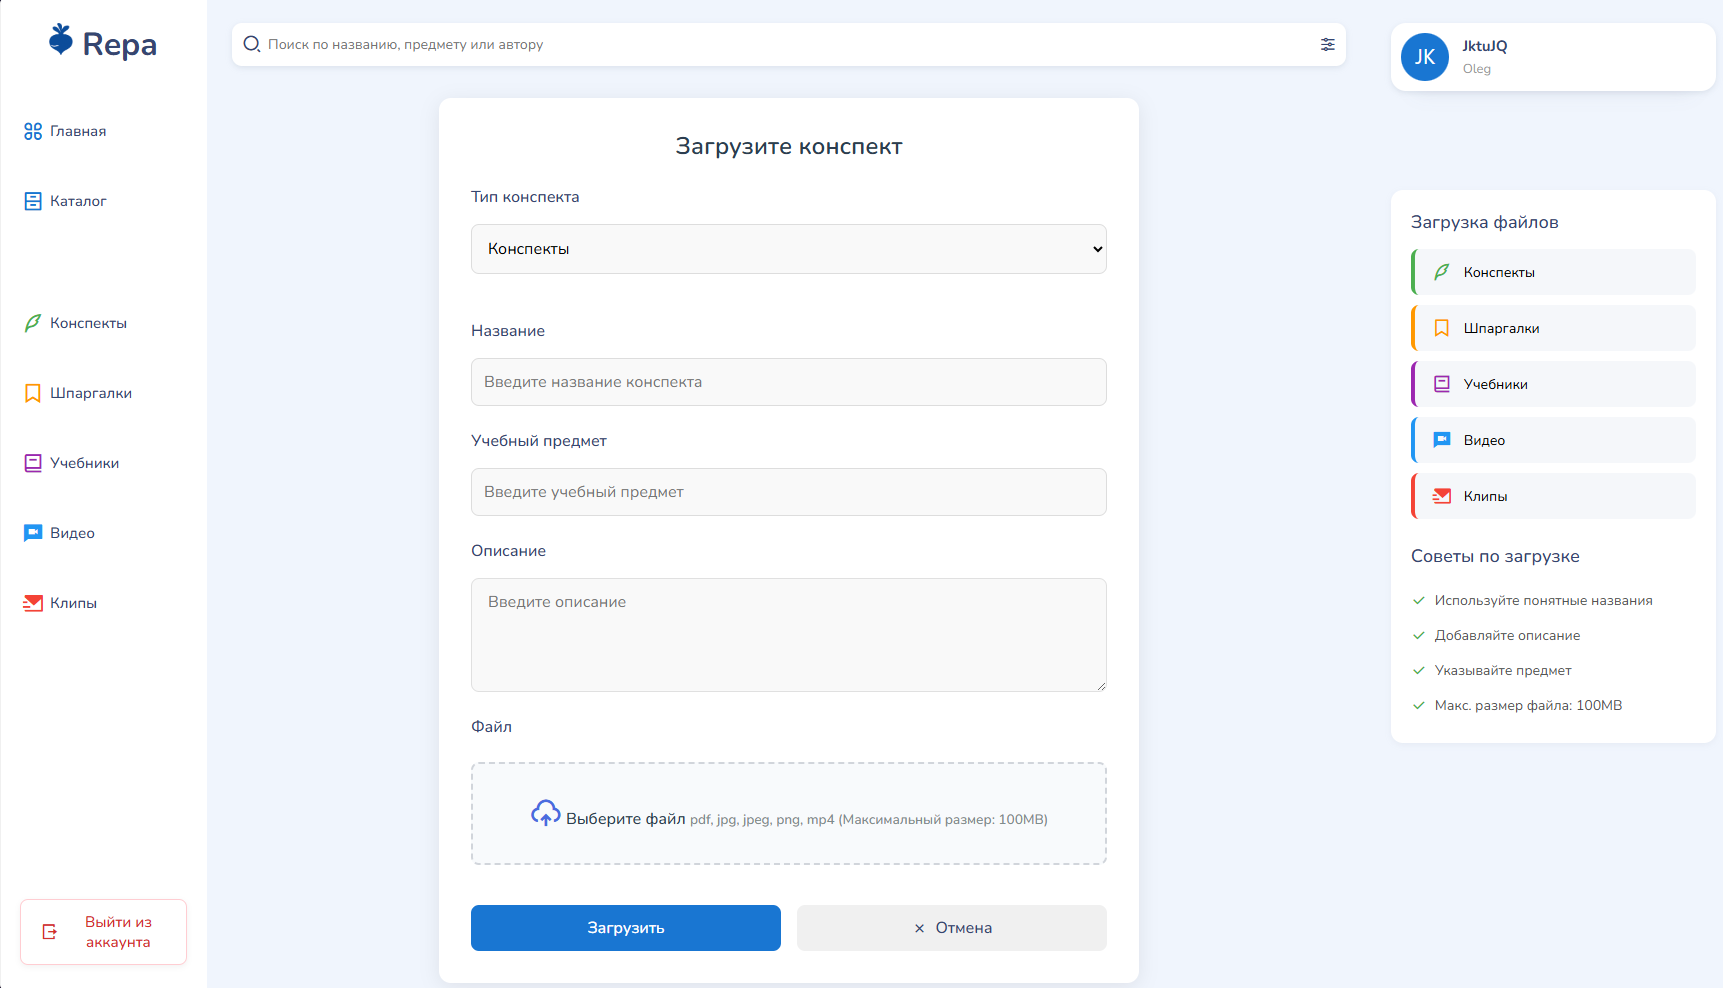 Repa
Главная
Каталог
Конспекты
Шпаргалки
Учебники
Видео
Клипы
Выйти из
аккаунта
Поиск по названию, предмету или автору
Загрузите конспект
Тип конспекта
Конспекты
Название
Введите название конспекта
Учебный предмет
Введите учебный предмет
Описание
Введите описание
Файл
Выберите файл pdf, jpg, jpeg, png, mp4 (Максимальный размер: 100MB)
Загрузить
× Отмена
JK
JktuJQ
Oleg
Загрузка файлов
Конспекты
Шпаргалки
Учебники
Видео
Клипы
Советы по загрузке
Используйте понятные названия
Добавляйте описание
Указывайте предмет
Макс. размер файла: 100MB